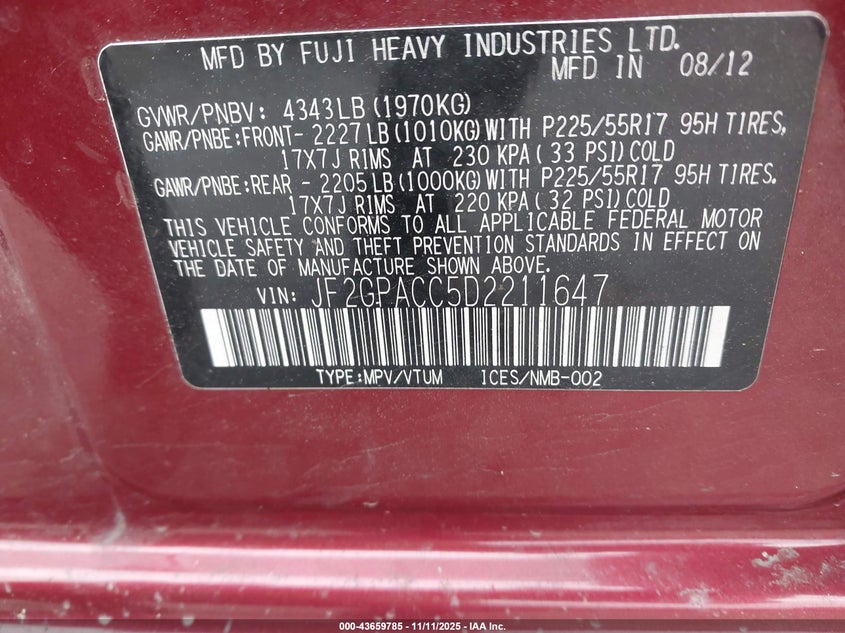 MFD BY FUJI HEAVY INDUSTRIES LTD.
MFD IN 08/12
GVWR/PNBV: 4343LB(1970KG)
GAWR/PNBE:FRONT- 2227LB(1010KG)WITH P225/55R17 95H TIRES,
17X7J RIMS AT 230 KPA( 33 PSI)COLD
GAWR/PNBE:REAR - 2205LB(1000KG)WITH P225/55R17 95H TIRES.
17X7J RIMS AT 220 KPA( 32 PSI)COLD
THIS VEHICLE CONFORMS TO ALL APPLICABLE FEDERAL MOTOR
VEHICLE SAFETY AND THEFT PREVENTION STANDARDS IN EFFECT ON
THE DATE OF MANUFACTURE SHOWN ABOVE.
VIN: JF2GPACC5D2211647
TYPE:MPV/VTUM ICES/NMB-002
000-43659785 - 11/11/2025 - IAA Inc.